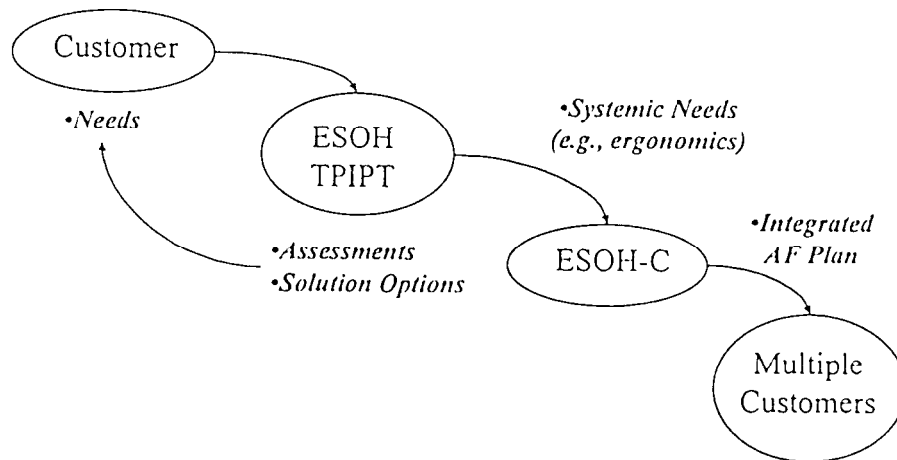 Customer
•Needs
ESOH
TPIPT
•Systemic Needs
(e.g., ergonomics)
•Assessments
•Solution Options
ESOH-C
•Integrated
AF Plan
Multiple
Customers